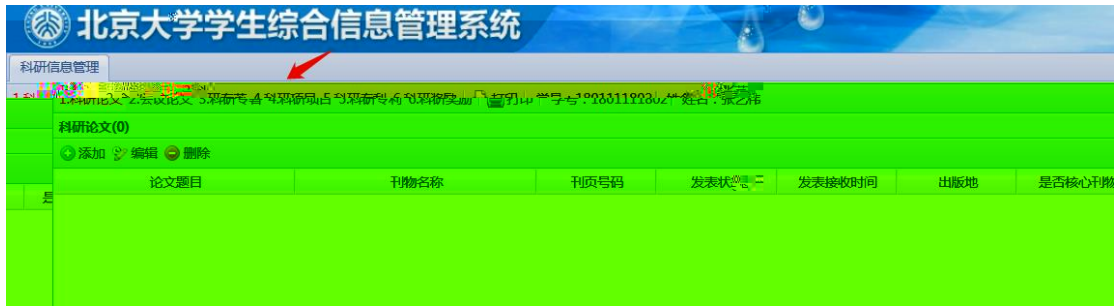 北京大学学生综合信息管理系统
科研信息管理
1.科研论文 2.会议论文 3.科研专著 4.科研项目 5.科研专利 6.科研奖励 打印 学号：1801111802 姓名：张艺伟
科研论文(0)
添加 编辑 删除
论文题目 刊物名称 刊页号码 发表状态 发表接收时间 出版地 是否核心刊物